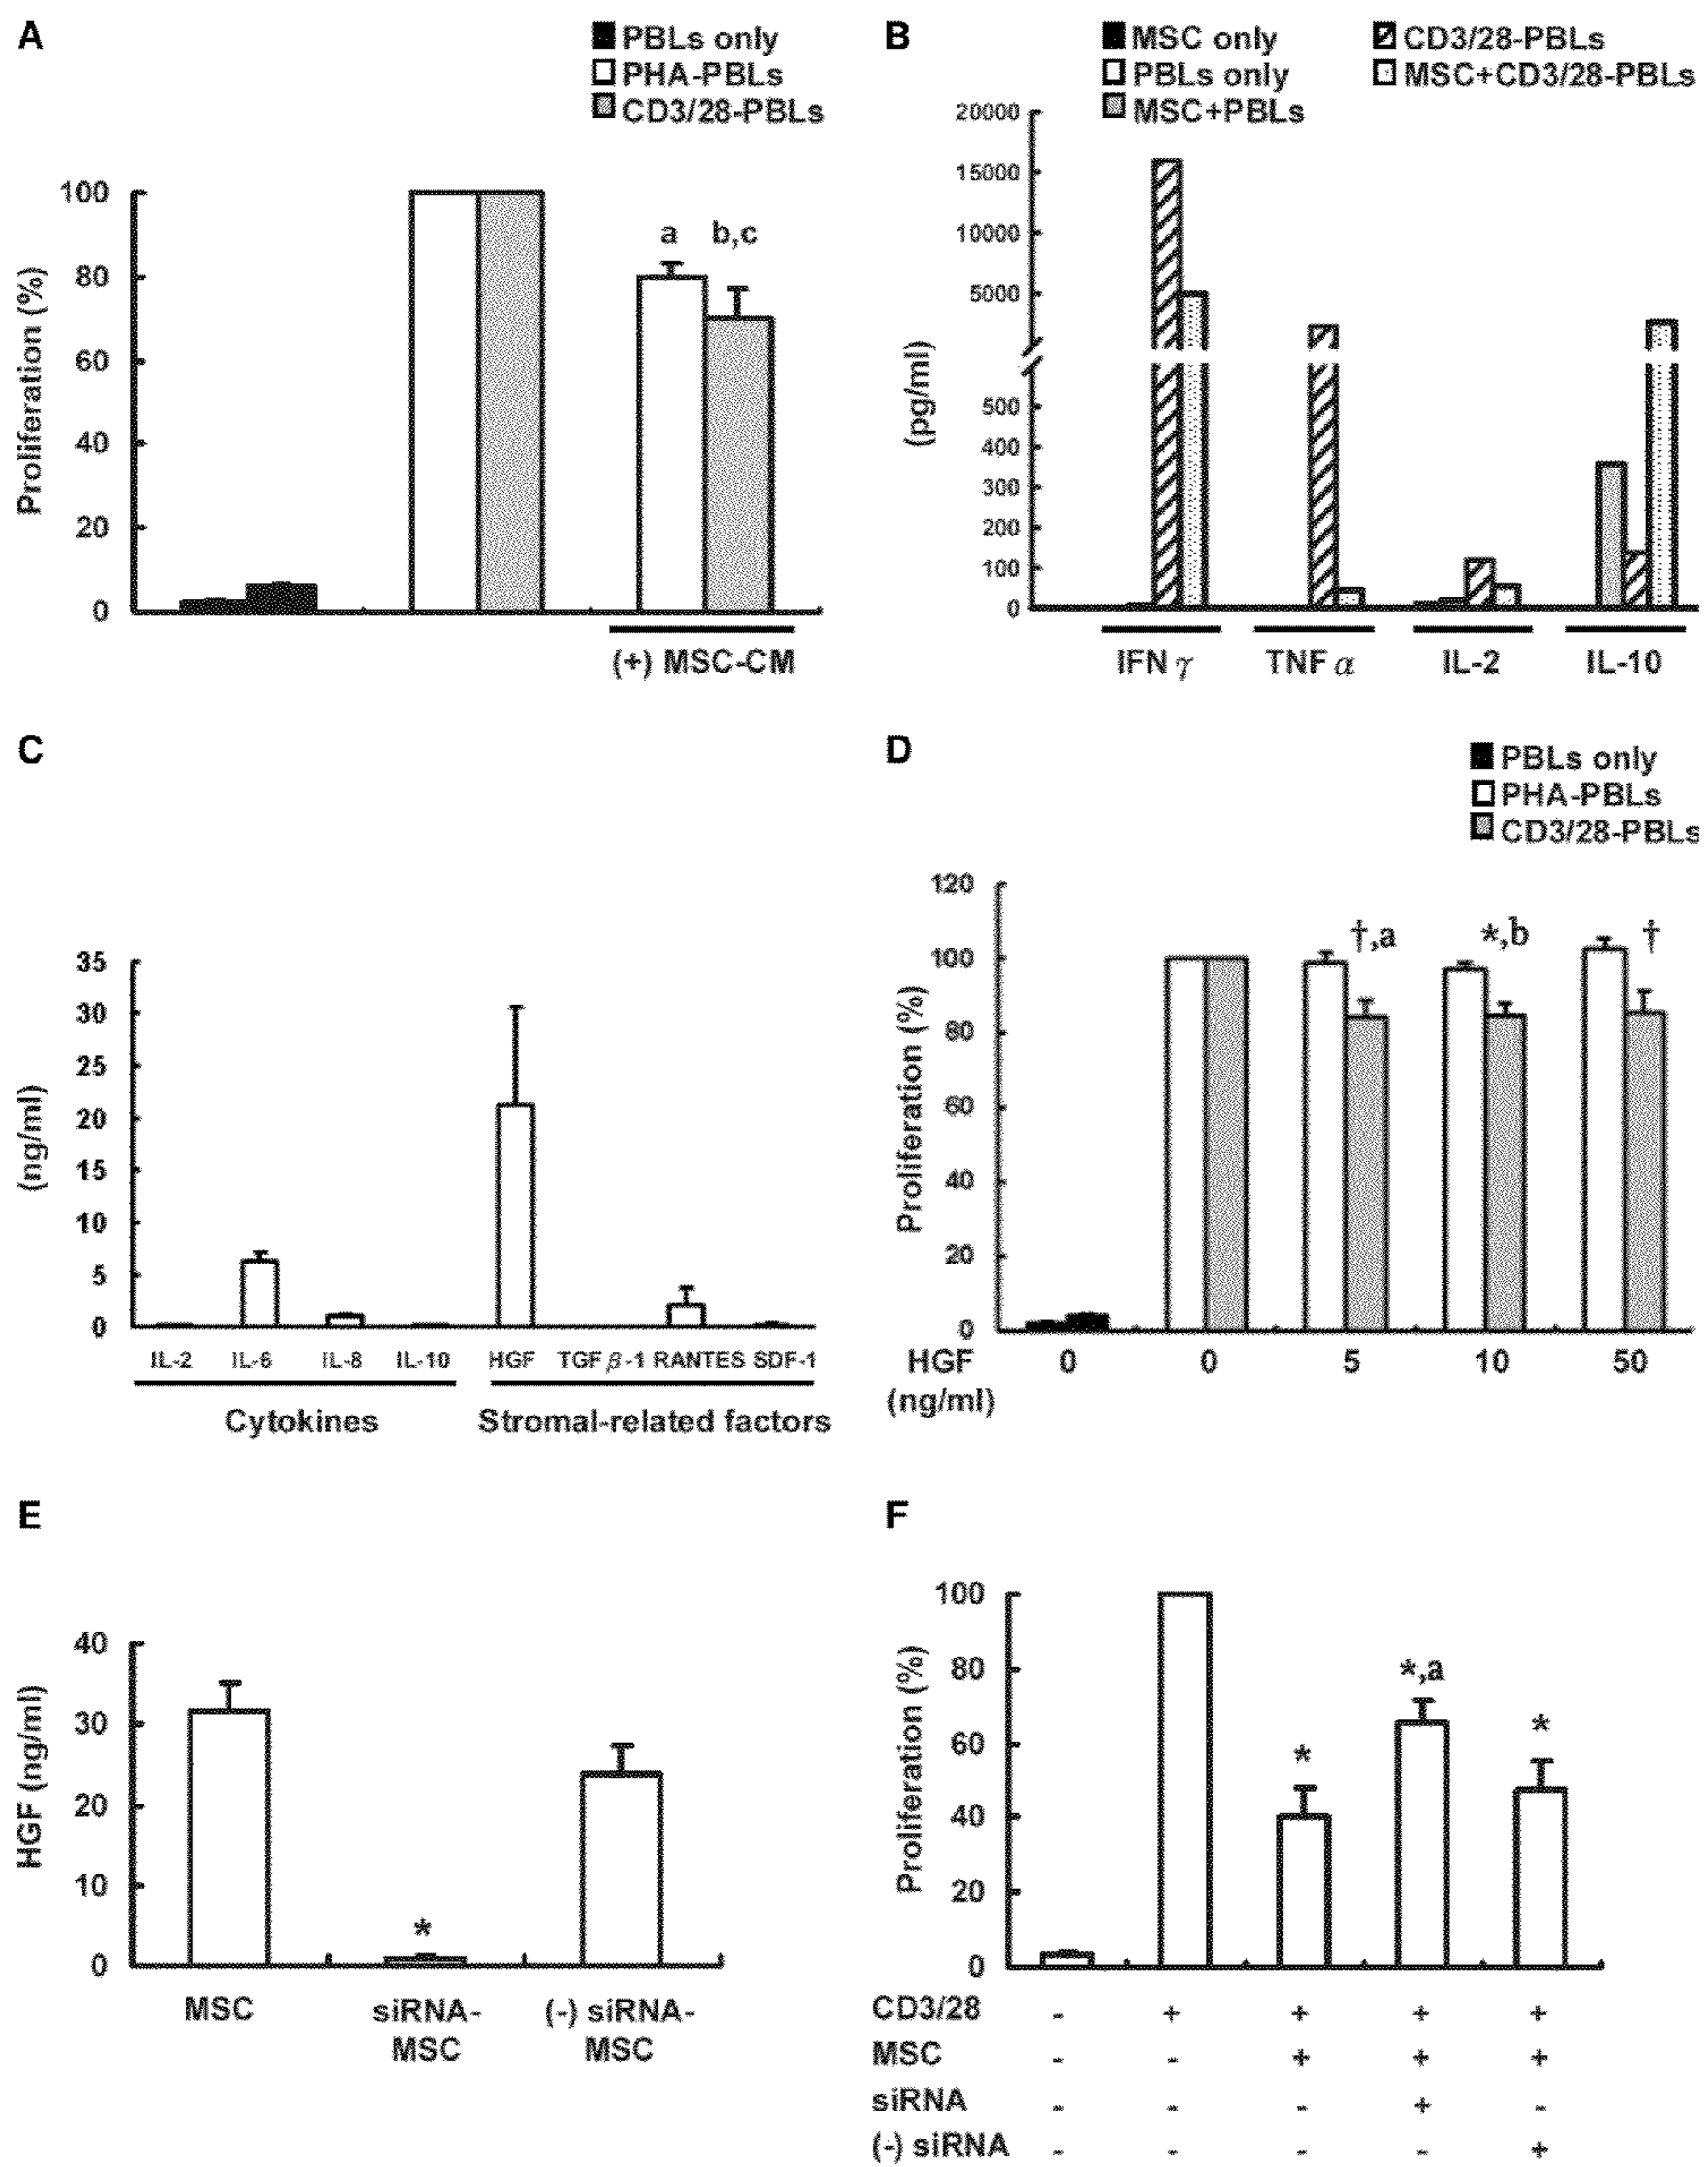 A
PBLs only
PHA-PBLs
CD3/28-PBLs
100
80
60
40
20
0
Proliferation (%)
a b,c
(+) MSC-CM
B
MSC only
PBLs only
MSC+PBLs
CD3/28-PBLs
MSC+CD3/28-PBLs
20000
15000
10000
5000
500
400
300
200
100
0
(pg/ml)
IFN γ TNF α IL-2 IL-10
C
35
30
25
20
15
10
5
0
(ng/ml)
IL-2 IL-6 IL-8 IL-10 HGF TGF β-1 RANTES SDF-1
Cytokines Stromal-related factors
D
PBLs only
PHA-PBLs
CD3/28-PBLs
120
100
80
60
40
20
0
Proliferation (%)
†,a *,b †
HGF 0 0 5 10 50
(ng/ml)
E
40
30
20
10
0
HGF (ng/ml)
*
MSC siRNA- (-) siRNA-
MSC MSC
F
100
80
60
40
20
0
Proliferation (%)
* *,a *
CD3/28 - + + + +
MSC - - + + +
siRNA - - - + -
(-) siRNA - - - - +